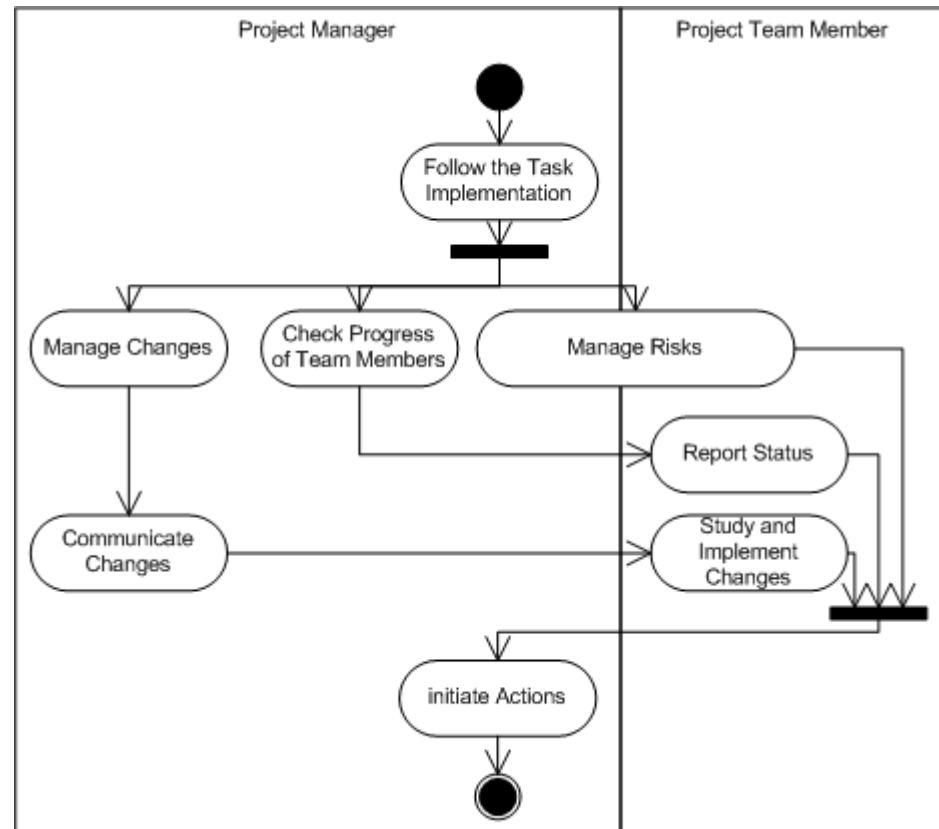 Project Manager
Project Team Member
Follow the Task
Implementation
Manage Changes
Check Progress
of Team Members
Manage Risks
Report Status
Communicate
Changes
Study and
Implement
Changes
initiate Actions